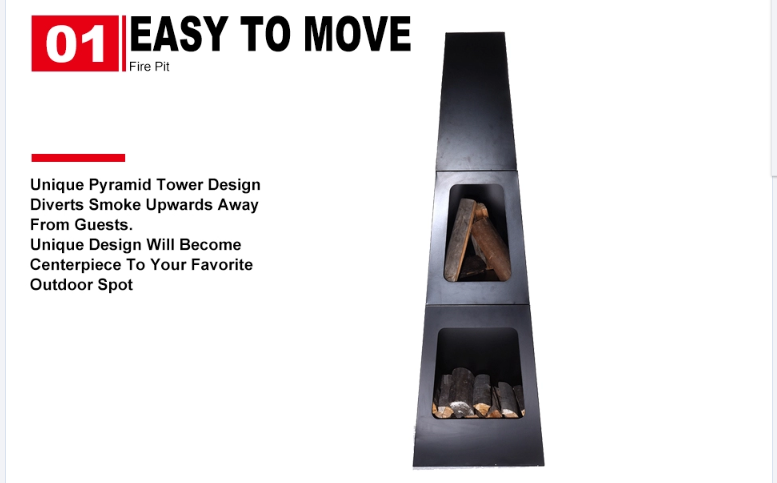 01 EASY TO MOVE
Fire Pit
Unique Pyramid Tower Design
Diverts Smoke Upwards Away
From Guests.
Unique Design Will Become
Centerpiece To Your Favorite
Outdoor Spot